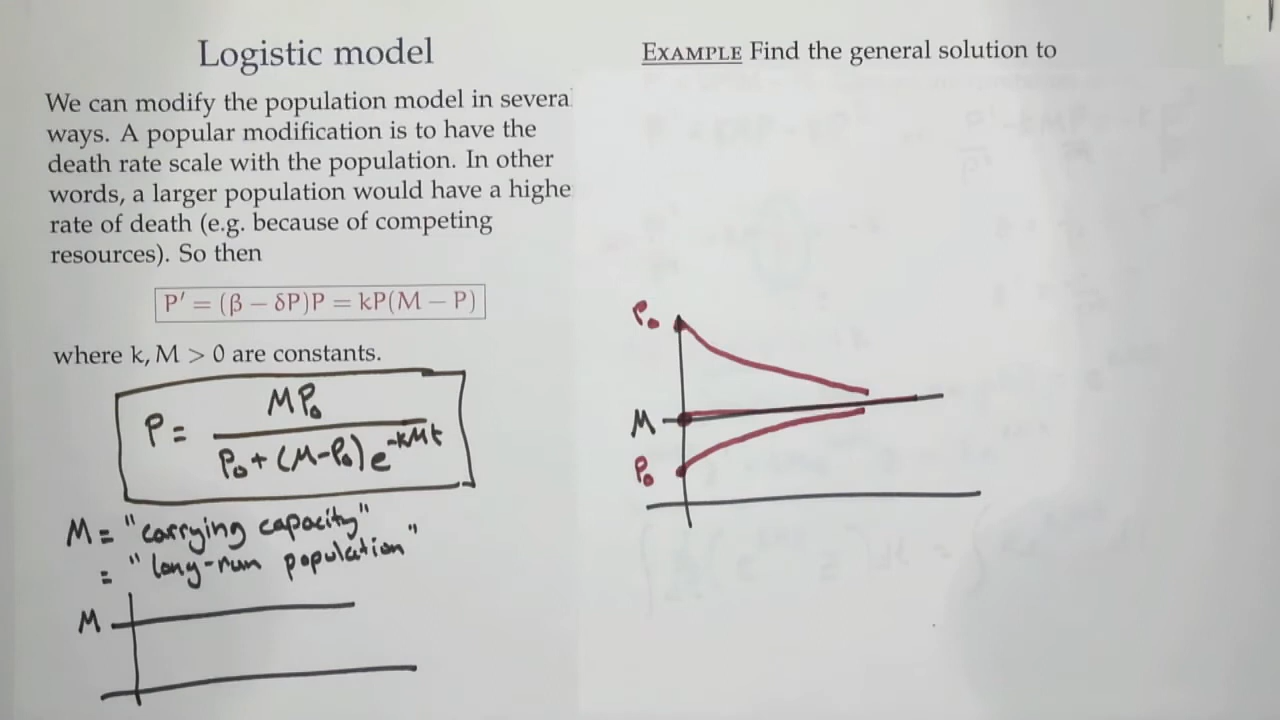 Logistic model
We can modify the population model in severa
ways. A popular modification is to have the
death rate scale with the population. In other
words, a larger population would have a highe
rate of death (e.g. because of competing
resources). So then
P′ = (β − δP)P = kP(M − P)
where k, M > 0 are constants.
P = MP₀ / P₀ + (M-P₀) e^-kMt
M = "carrying capacity"
= "long-run population"
M
EXAMPLE Find the general solution to
P₀
M
P₀